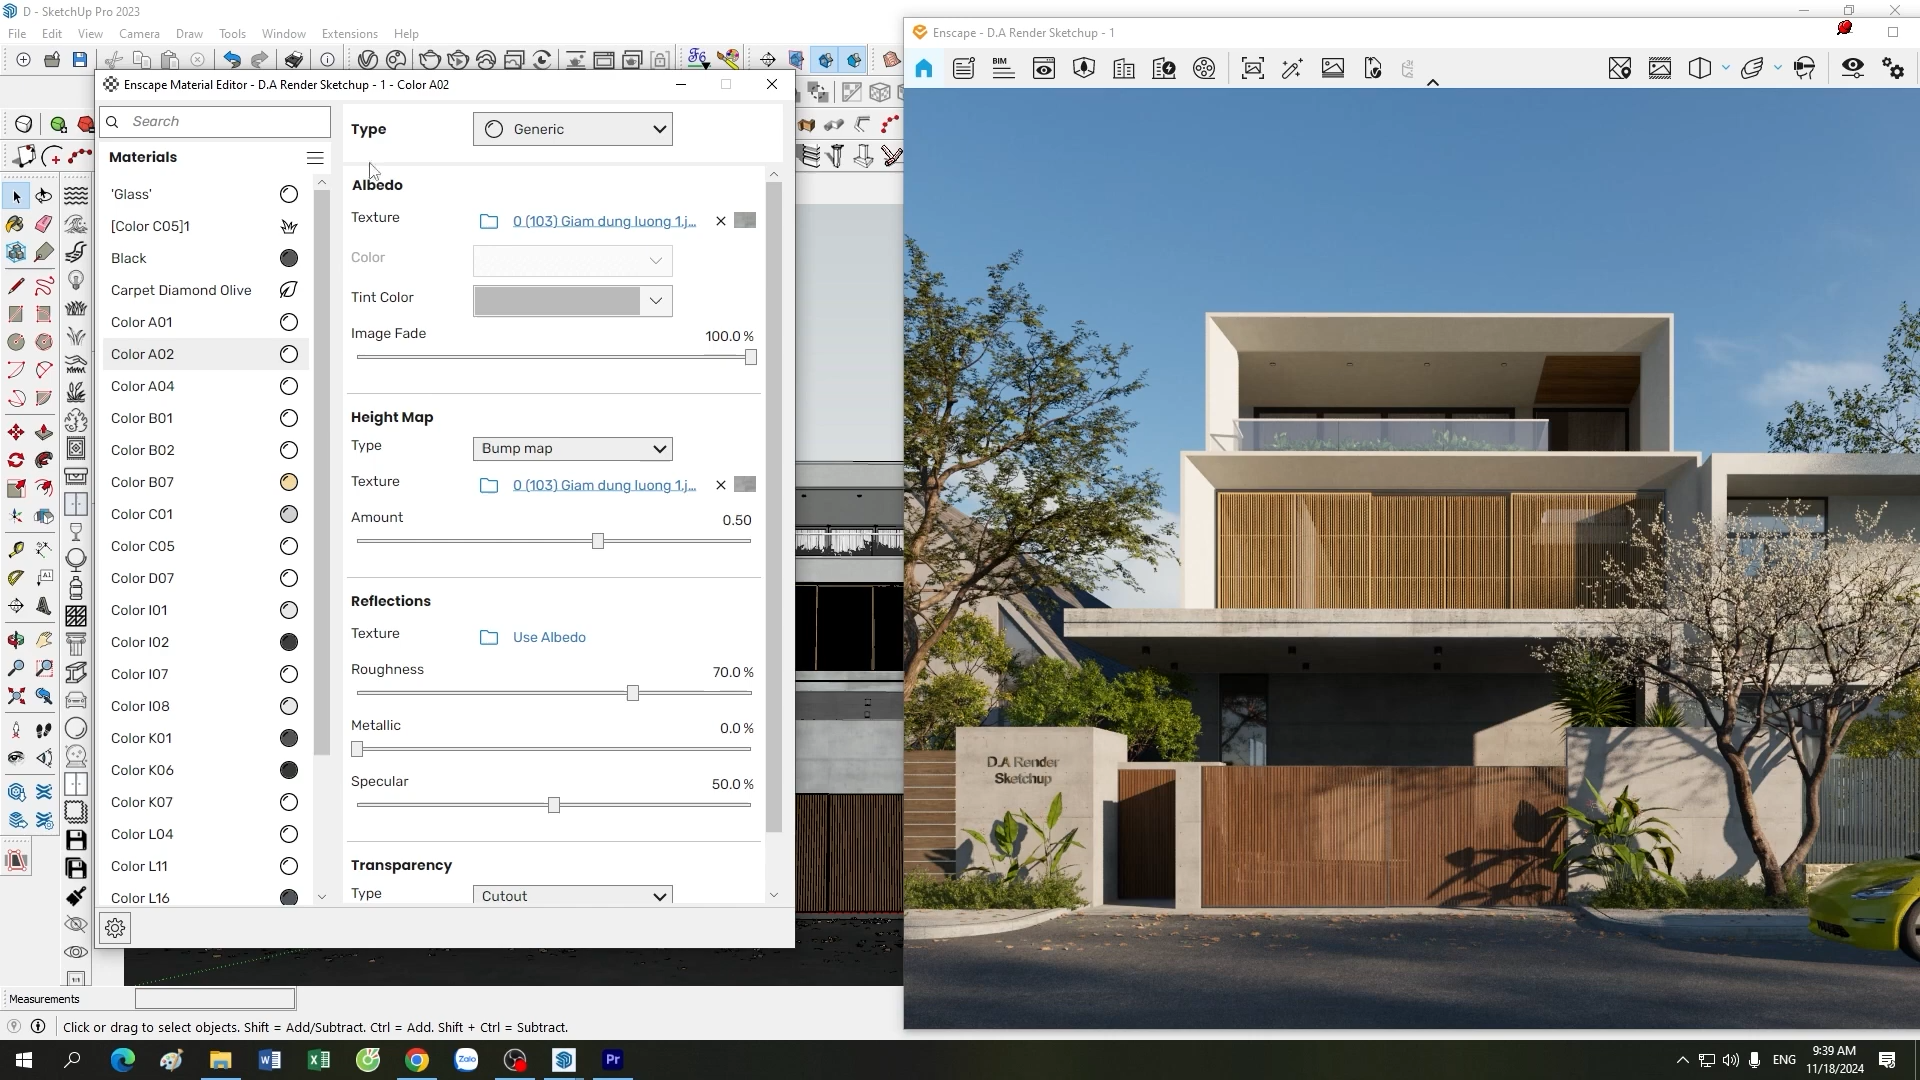 D - SketchUp Pro 2023
File Edit View Camera Draw Tools Window Extensions Help
Enscape Material Editor - D.A Render Sketchup - 1 - Color A02
Search
Materials
'Glass'
[Color C05]1
Black
Carpet Diamond Olive
Color A01
Color A02
Color A04
Color B01
Color B02
Color B07
Color C01
Color C05
Color D07
Color I01
Color I02
Color I07
Color I08
Color K01
Color K06
Color K07
Color L04
Color L11
Color L16
Type Generic
Albedo
Texture 0 (103) Giam dung luong 1.j...
Color
Tint Color
Image Fade 100.0 %
Height Map
Type Bump map
Texture 0 (103) Giam dung luong 1.j...
Amount 0.50
Reflections
Texture Use Albedo
Roughness 70.0 %
Metallic 0.0 %
Specular 50.0 %
Transparency
Type Cutout
Enscape - D.A Render Sketchup - 1
BIM
D.A Render
Sketchup
Measurements
Click or drag to select objects. Shift = Add/Subtract. Ctrl = Add. Shift + Ctrl = Subtract.
Zalo
Pr
ENG
9:39 AM
11/18/2024